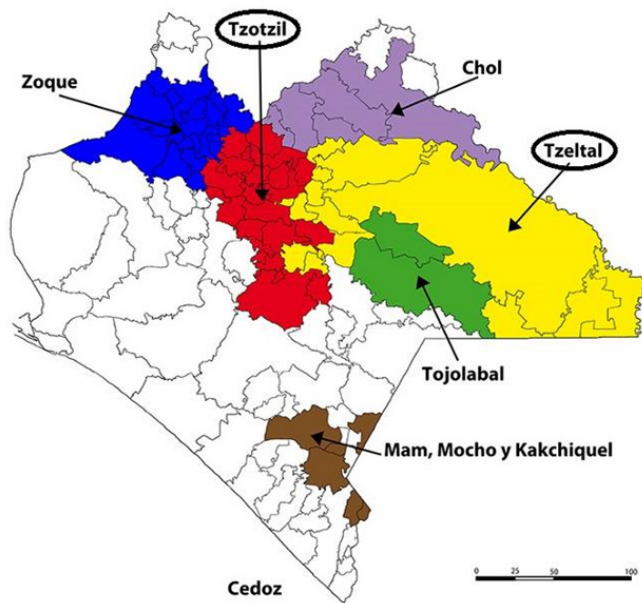 Tzotzil
Zoque
Chol
Tzeltal
Tojolabal
Mam, Mocho y Kakchiquel
Cedoz
0 25 50 100